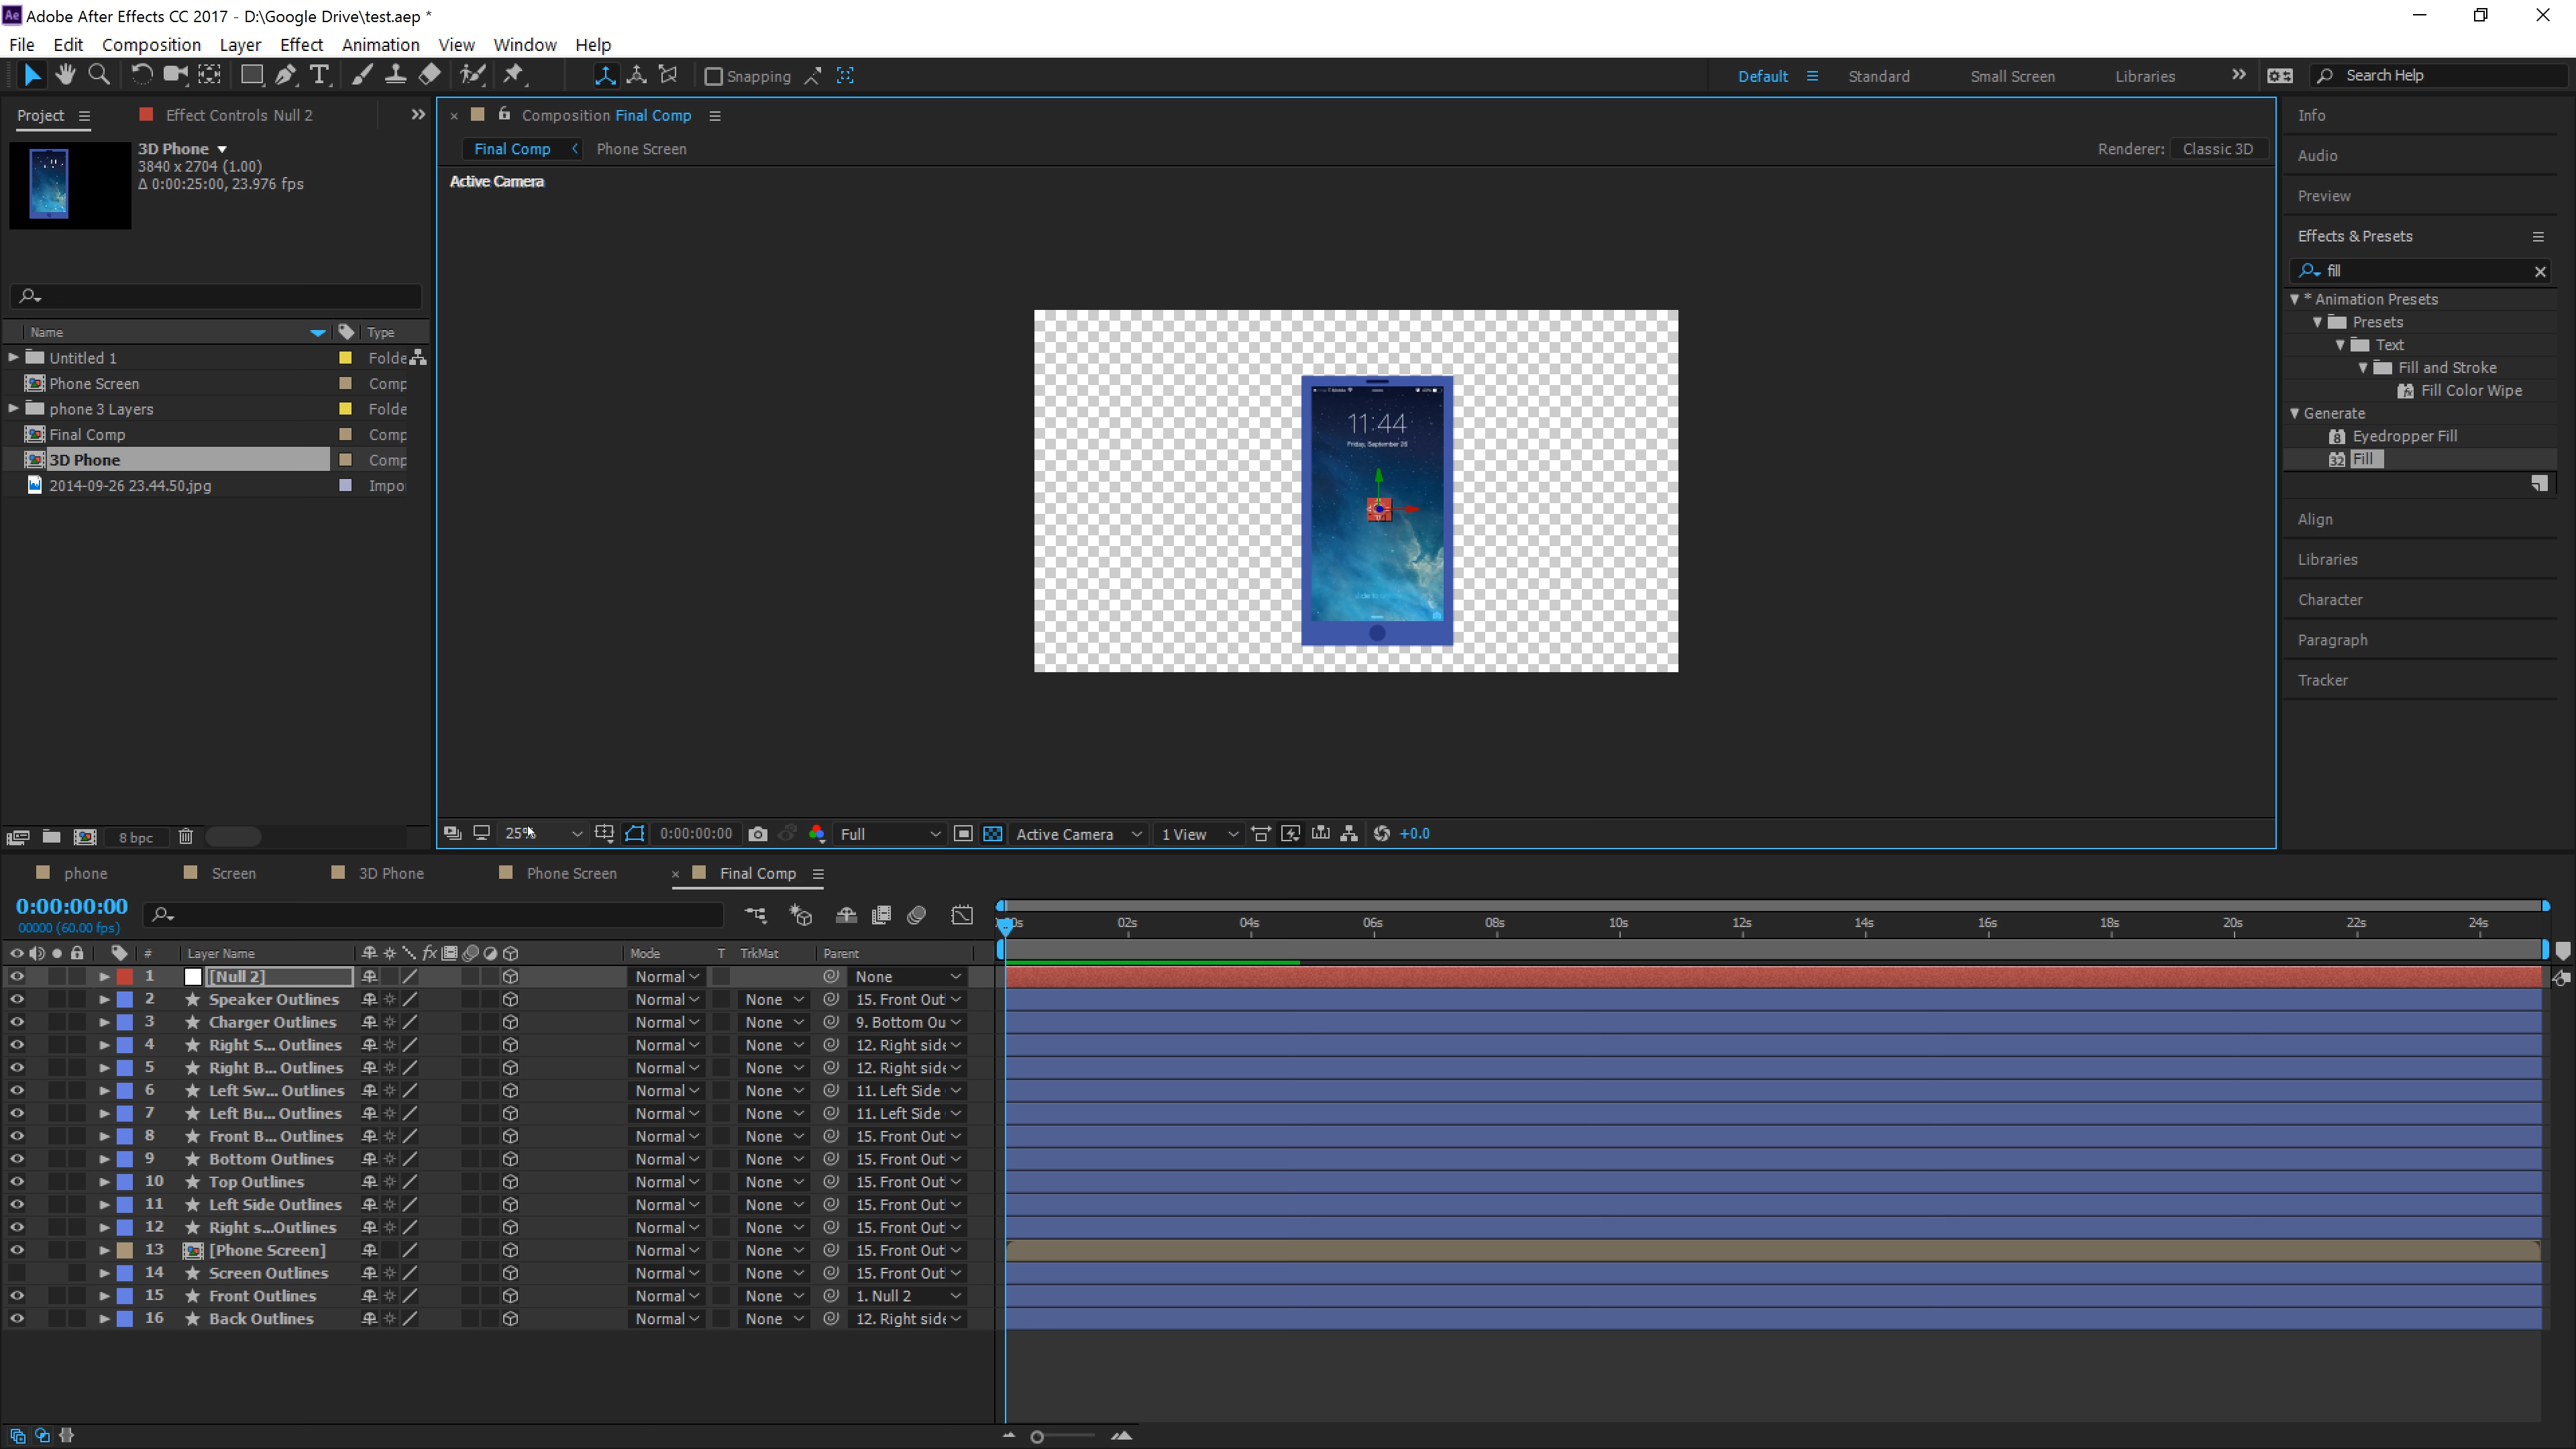 Ae Adobe After Effects CC 2017 - D:\Google Drive\test.aep *
File Edit Composition Layer Effect Animation View Window Help
Snapping Default Standard Small Screen Libraries Search Help
Project Effect Controls Null 2
3D Phone
3840 x 2704 (1.00)
Δ 0:00:25:00, 23.976 fps
Name Type
Untitled 1 Folde
Phone Screen Comp
phone 3 Layers Folde
Final Comp Comp
3D Phone Comp
2014-09-26 23.44.50.jpg Impo
8 bpc
Composition Final Comp
Final Comp Phone Screen Renderer: Classic 3D
Active Camera
11:44
Friday, September 26
25% 0:00:00:00 Full Active Camera 1 View +0.0
Info
Audio
Preview
Effects & Presets
fill
* Animation Presets
Presets
Text
Fill and Stroke
Fill Color Wipe
Generate
8 Eyedropper Fill
32 Fill
Align
Libraries
Character
Paragraph
Tracker
phone Screen 3D Phone Phone Screen Final Comp
0:00:00:00
00000 (60.00 fps)
02s 04s 06s 08s 10s 12s 14s 16s 18s 20s 22s 24s
# Layer Name fx Mode T TrkMat Parent
1 [Null 2] Normal None
2 Speaker Outlines Normal None 15. Front Out
3 Charger Outlines Normal None 9. Bottom Ou
4 Right S... Outlines Normal None 12. Right side
5 Right B... Outlines Normal None 12. Right side
6 Left Sw... Outlines Normal None 11. Left Side
7 Left Bu... Outlines Normal None 11. Left Side
8 Front B... Outlines Normal None 15. Front Out
9 Bottom Outlines Normal None 15. Front Out
10 Top Outlines Normal None 15. Front Out
11 Left Side Outlines Normal None 15. Front Out
12 Right s...Outlines Normal None 15. Front Out
13 [Phone Screen] Normal None 15. Front Out
14 Screen Outlines Normal None 15. Front Out
15 Front Outlines Normal None 1. Null 2
16 Back Outlines Normal None 12. Right side